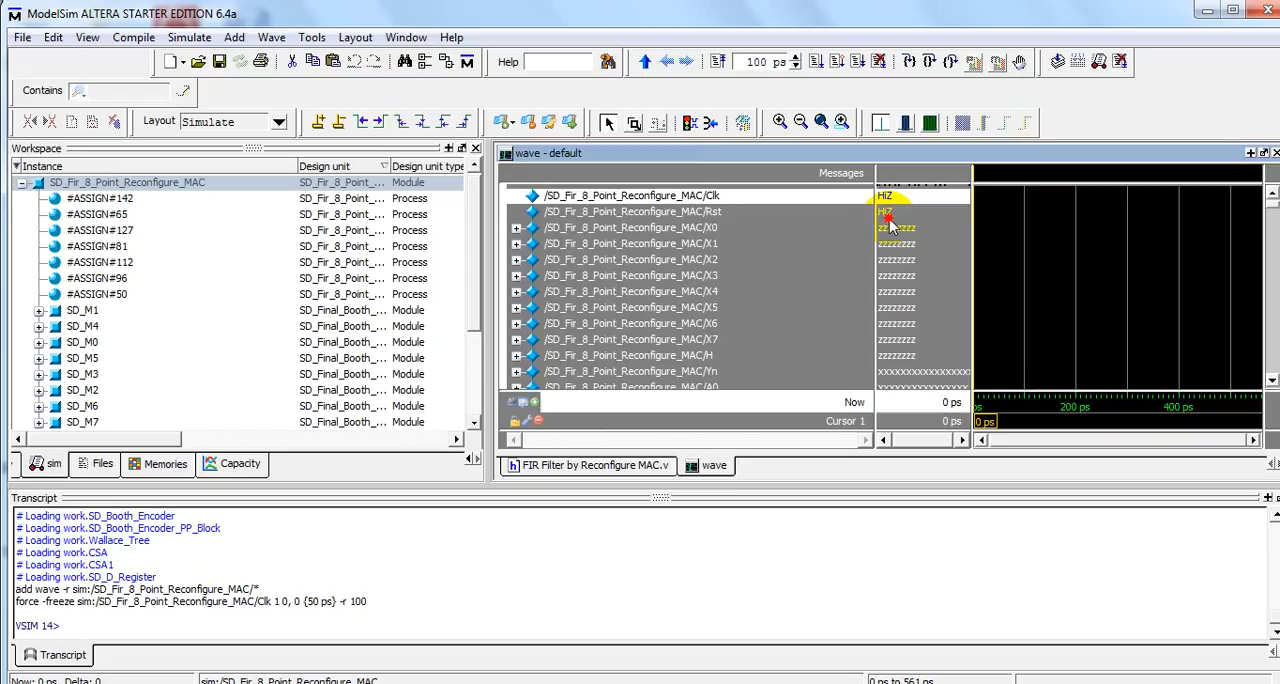 ModelSim ALTERA STARTER EDITION 6.4a
File Edit View Compile Simulate Add Wave Tools Layout Window Help
Help 100 ps
Contains
Layout Simulate
Workspace
Instance Design unit Design unit type
SD_Fir_8_Point_Reconfigure_MAC SD_Fir_8_Point_... Module
#ASSIGN#142 SD_Fir_8_Point_... Process
#ASSIGN#65 SD_Fir_8_Point_... Process
#ASSIGN#127 SD_Fir_8_Point_... Process
#ASSIGN#81 SD_Fir_8_Point_... Process
#ASSIGN#112 SD_Fir_8_Point_... Process
#ASSIGN#96 SD_Fir_8_Point_... Process
#ASSIGN#50 SD_Fir_8_Point_... Process
SD_M1 SD_Final_Booth_... Module
SD_M4 SD_Final_Booth_... Module
SD_M0 SD_Final_Booth_... Module
SD_M5 SD_Final_Booth_... Module
SD_M3 SD_Final_Booth_... Module
SD_M2 SD_Final_Booth_... Module
SD_M6 SD_Final_Booth_... Module
SD_M7 SD_Final_Booth_... Module
sim Files Memories Capacity
wave - default
Messages
/SD_Fir_8_Point_Reconfigure_MAC/Clk HiZ
/SD_Fir_8_Point_Reconfigure_MAC/Rst HiZ
/SD_Fir_8_Point_Reconfigure_MAC/X0 zzzzzzzz
/SD_Fir_8_Point_Reconfigure_MAC/X1 zzzzzzzz
/SD_Fir_8_Point_Reconfigure_MAC/X2 zzzzzzzz
/SD_Fir_8_Point_Reconfigure_MAC/X3 zzzzzzzz
/SD_Fir_8_Point_Reconfigure_MAC/X4 zzzzzzzz
/SD_Fir_8_Point_Reconfigure_MAC/X5 zzzzzzzz
/SD_Fir_8_Point_Reconfigure_MAC/X6 zzzzzzzz
/SD_Fir_8_Point_Reconfigure_MAC/X7 zzzzzzzz
/SD_Fir_8_Point_Reconfigure_MAC/H zzzzzzzz
/SD_Fir_8_Point_Reconfigure_MAC/Yn xxxxxxxxxxxxxxxx
/SD_Fir_8_Point_Reconfigure_MAC/A0
Now 0 ps ps 200 ps 400 ps
Cursor 1 0 ps 0 ps
FIR Filter by Reconfigure MAC.v wave
Transcript
# Loading work.SD_Booth_Encoder
# Loading work.SD_Booth_Encoder_PP_Block
# Loading work.Wallace_Tree
# Loading work.CSA
# Loading work.CSA1
# Loading work.SD_D_Register
add wave -r sim:/SD_Fir_8_Point_Reconfigure_MAC/*
force -freeze sim:/SD_Fir_8_Point_Reconfigure_MAC/Clk 1 0, 0 {50 ps} -r 100
VSIM 14>
Transcript
Now: 0 ps Delta: 0 sim:/SD_Fir_8_Point_Reconfigure_MAC 0 ps to 561 ps